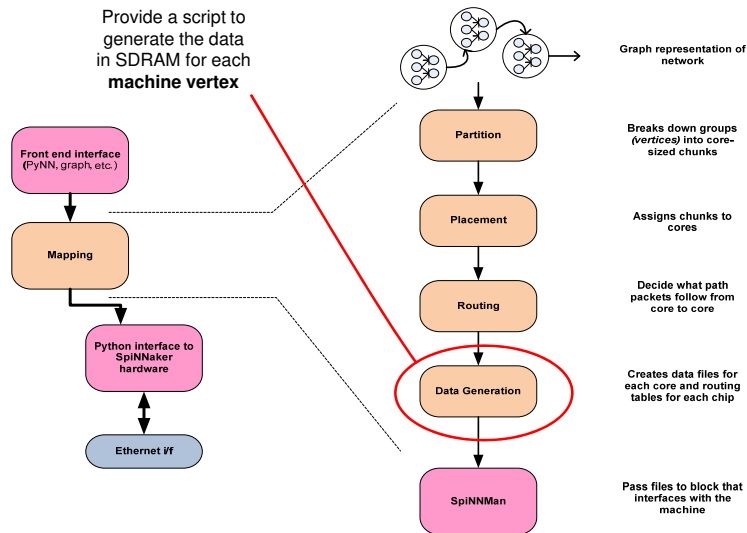 Provide a script to
generate the data
in SDRAM for each
machine vertex
Graph representation of
network
Partition
Breaks down groups
(vertices) into core-
sized chunks
Front end interface
(PyNN, graph, etc.)
Placement
Assigns chunks to
cores
Mapping
Routing
Decide what path
packets follow from
core to core
Python interface to
SpiNNaker
hardware
Data Generation
Creates data files for
each core and routing
tables for each chip
Ethernet i/f
SpiNNMan
Pass files to block that
interfaces with the
machine